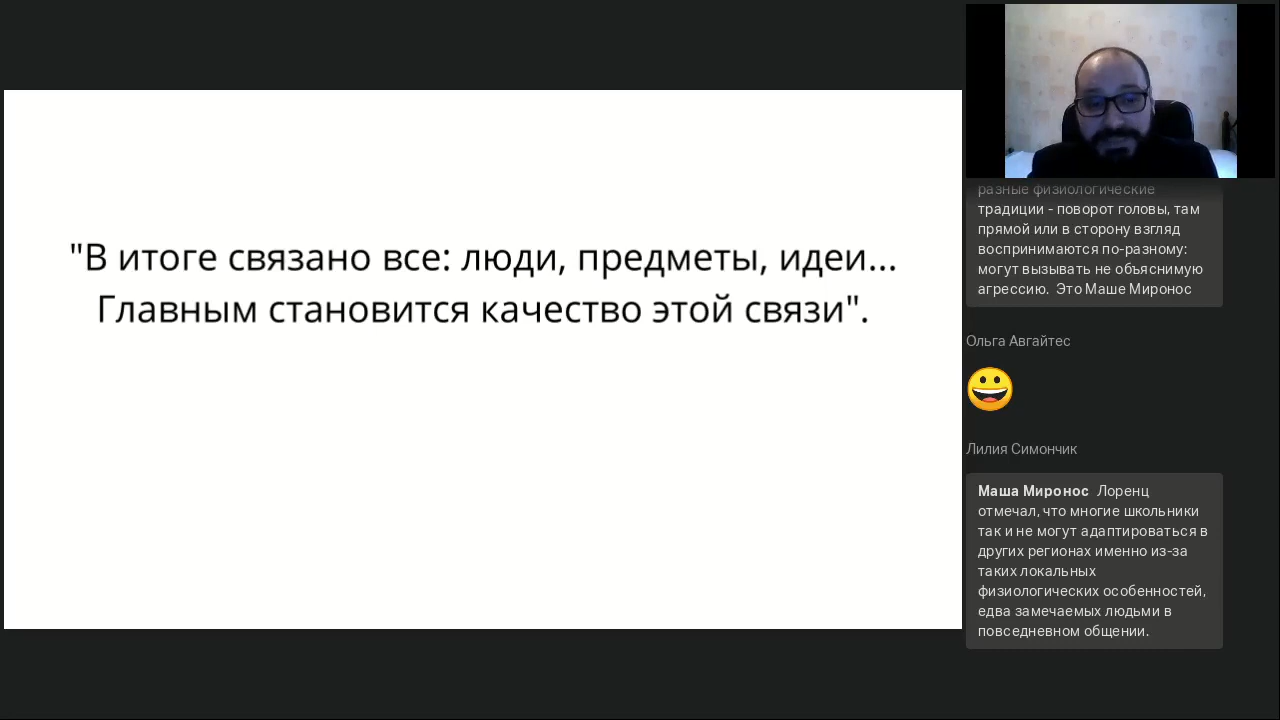 "В итоге связано все: люди, предметы, идеи...
Главным становится качество этой связи".
разные физиологические
традиции - поворот головы, там
прямой или в сторону взгляд
воспринимаются по-разному:
могут вызывать не объяснимую
агрессию.  Это Маше Миронос
Ольга Авгайтес
Лилия Симончик
Маша Миронос  Лоренц
отмечал, что многие школьники
так и не могут адаптироваться в
других регионах именно из-за
таких локальных
физиологических особенностей,
едва замечаемых людьми в
повседневном общении.